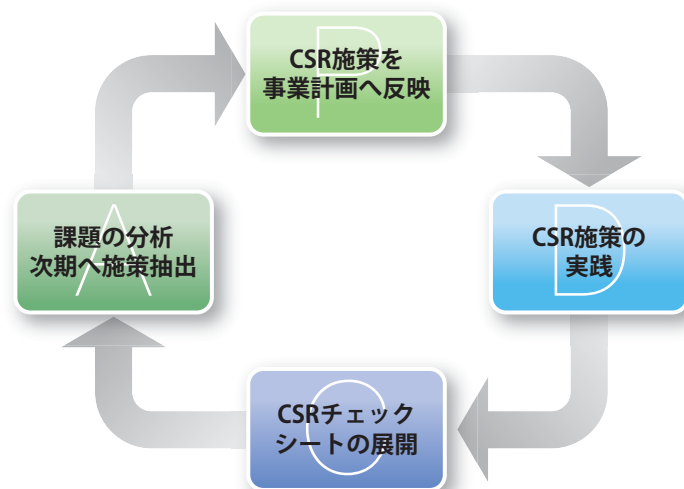 P
CSR施策を
事業計画へ反映
D
CSR施策の
実践
C
CSRチェック
シートの展開
A
課題の分析
次期へ施策抽出